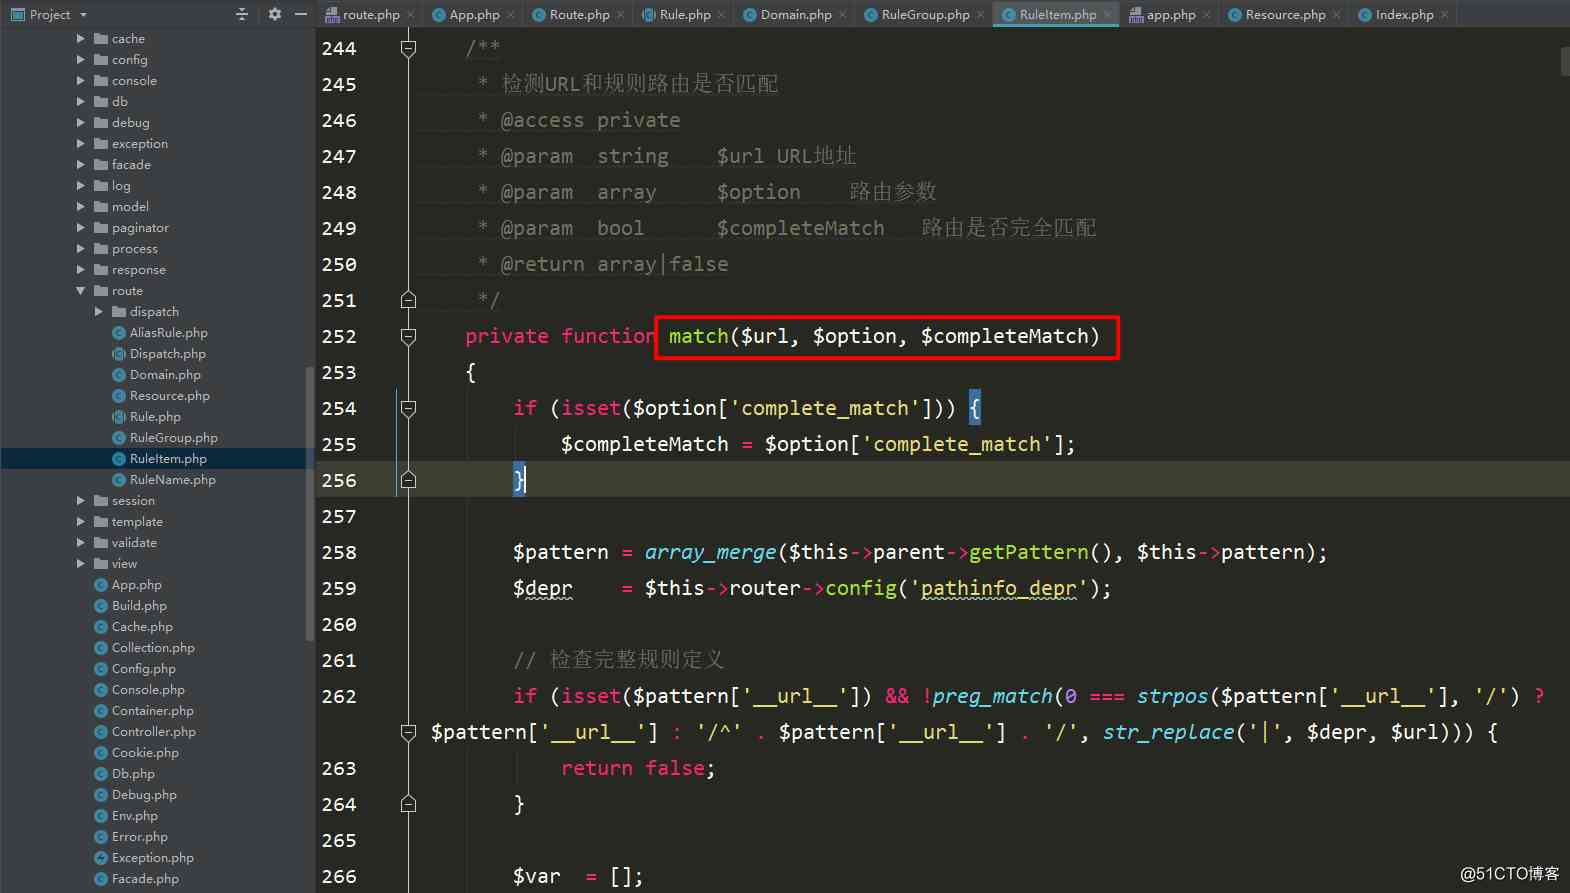 Project
route.php
App.php
Route.php
Rule.php
Domain.php
RuleGroup.php
RuleItem.php
app.php
Resource.php
Index.php
cache
config
console
db
debug
exception
facade
log
model
paginator
process
response
route
dispatch
AliasRule.php
Dispatch.php
Domain.php
Resource.php
Rule.php
RuleGroup.php
RuleItem.php
RuleName.php
session
template
validate
view
App.php
Build.php
Cache.php
Collection.php
Config.php
Console.php
Container.php
Controller.php
Cookie.php
Db.php
Debug.php
Env.php
Error.php
Exception.php
Facade.php
244 /**
245 * 检测URL和规则路由是否匹配
246 * @access private
247 * @param string $url URL地址
248 * @param array $option 路由参数
249 * @param bool $completeMatch 路由是否完全匹配
250 * @return array|false
251 */
252 private function match($url, $option, $completeMatch)
253 {
254 if (isset($option['complete_match'])) {
255 $completeMatch = $option['complete_match'];
256 }
257
258 $pattern = array_merge($this->parent->getPattern(), $this->pattern);
259 $depr = $this->router->config('pathinfo_depr');
260
261 // 检查完整规则定义
262 if (isset($pattern['__url__']) && !preg_match(0 === strpos($pattern['__url__'], '/') ?
$pattern['__url__'] : '/^' . $pattern['__url__'] . '/', str_replace('|', $depr, $url))) {
263 return false;
264 }
265
266 $var = [];
@51CTO博客